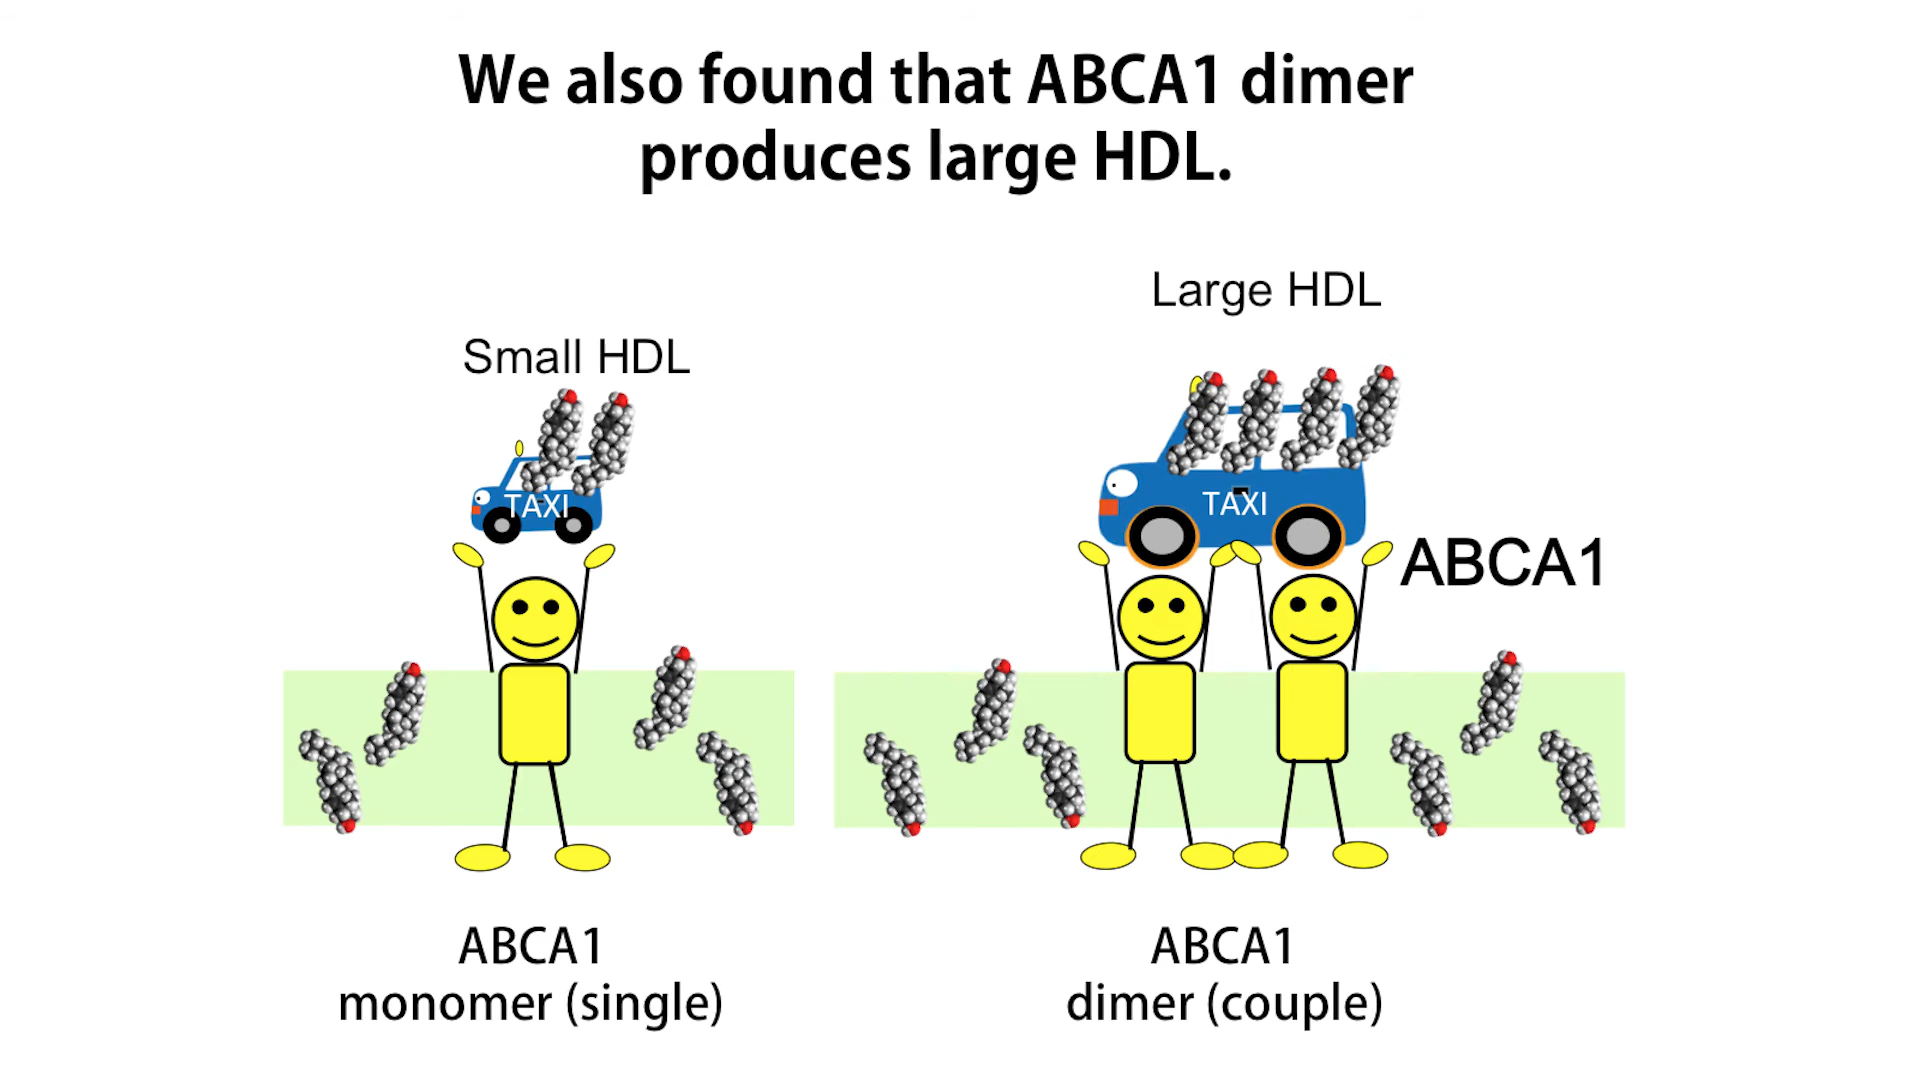 We also found that ABCA1 dimer
produces large HDL.
Small HDL
Large HDL
TAXI
TAXI
ABCA1
ABCA1
monomer (single)
ABCA1
dimer (couple)